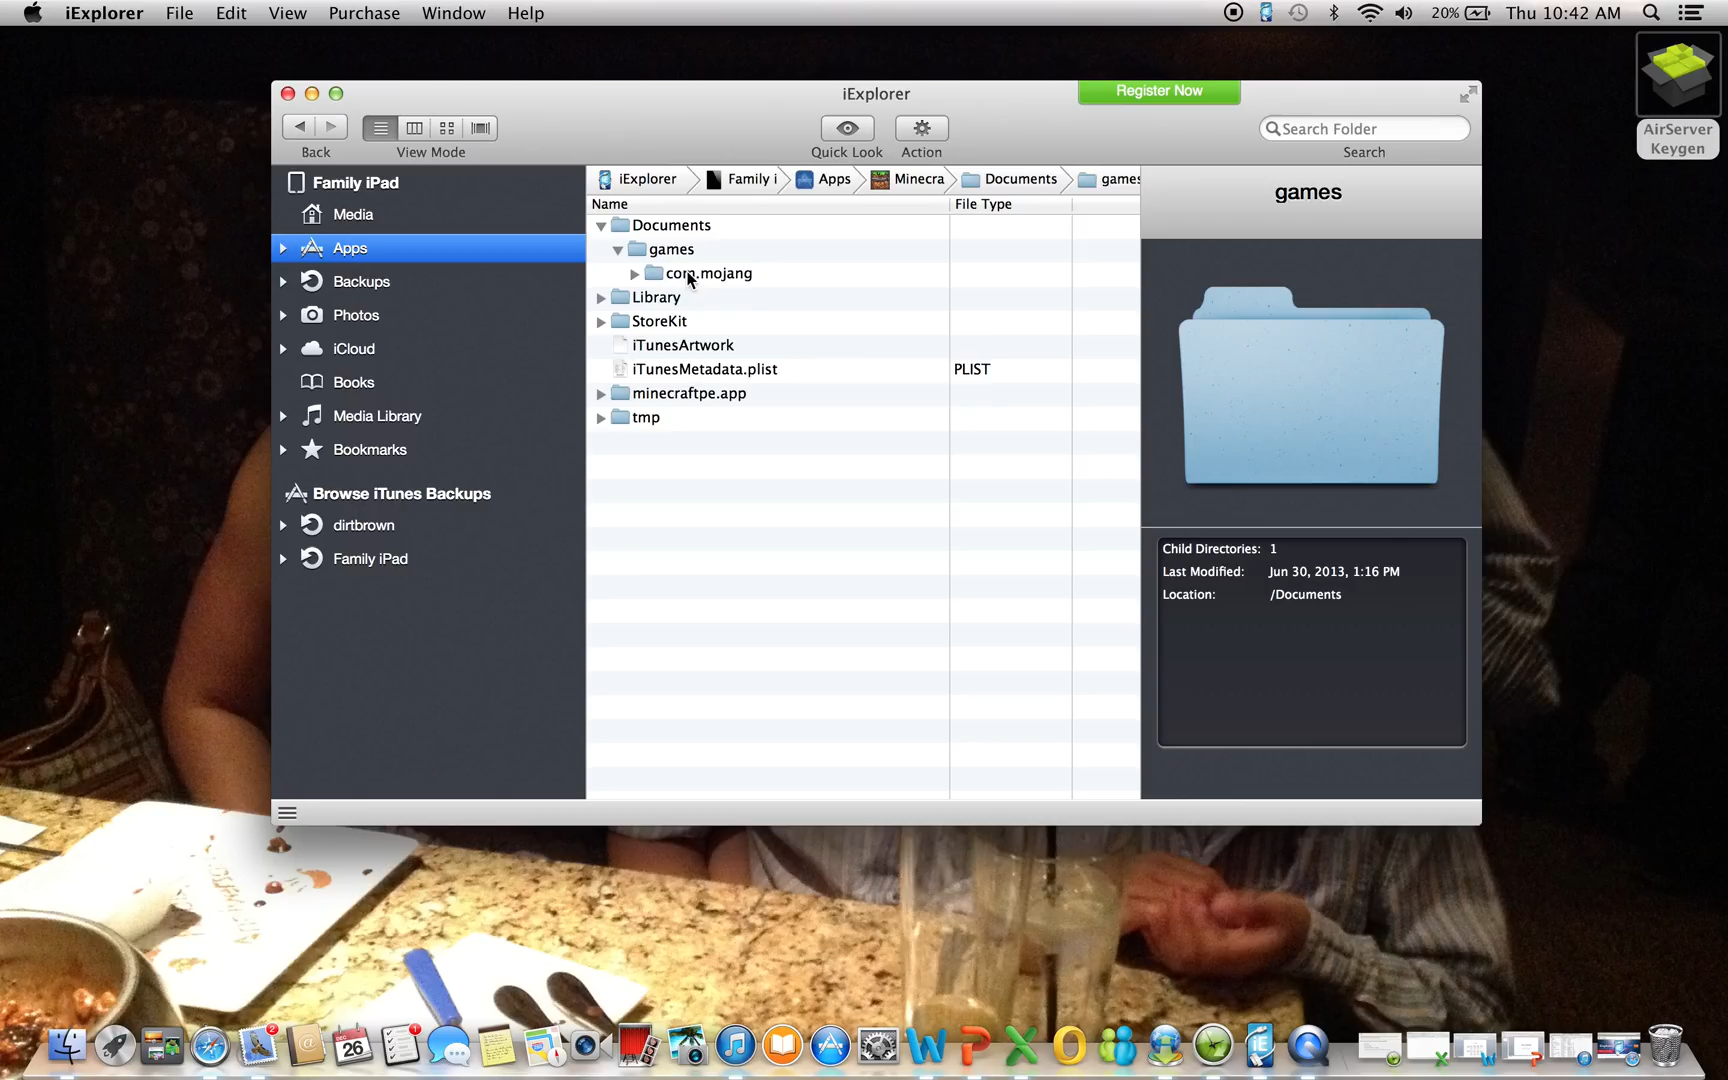 iExplorer File Edit View Purchase Window Help 20% Thu 10:42 AM
iExplorer
Register Now
Back
View Mode
Quick Look
Action
Search Folder
Search
AirServer
Keygen
Family iPad
Media
Apps
Backups
Photos
iCloud
Books
Media Library
Bookmarks
Browse iTunes Backups
dirtbrown
Family iPad
iExplorer Family i Apps Minecra Documents games
Name File Type
Documents
games
com.mojang
Library
StoreKit
iTunesArtwork
iTunesMetadata.plist PLIST
minecraftpe.app
tmp
games
Child Directories: 1
Last Modified: Jun 30, 2013, 1:16 PM
Location: /Documents
2
DEC
26
1
W P X O iE